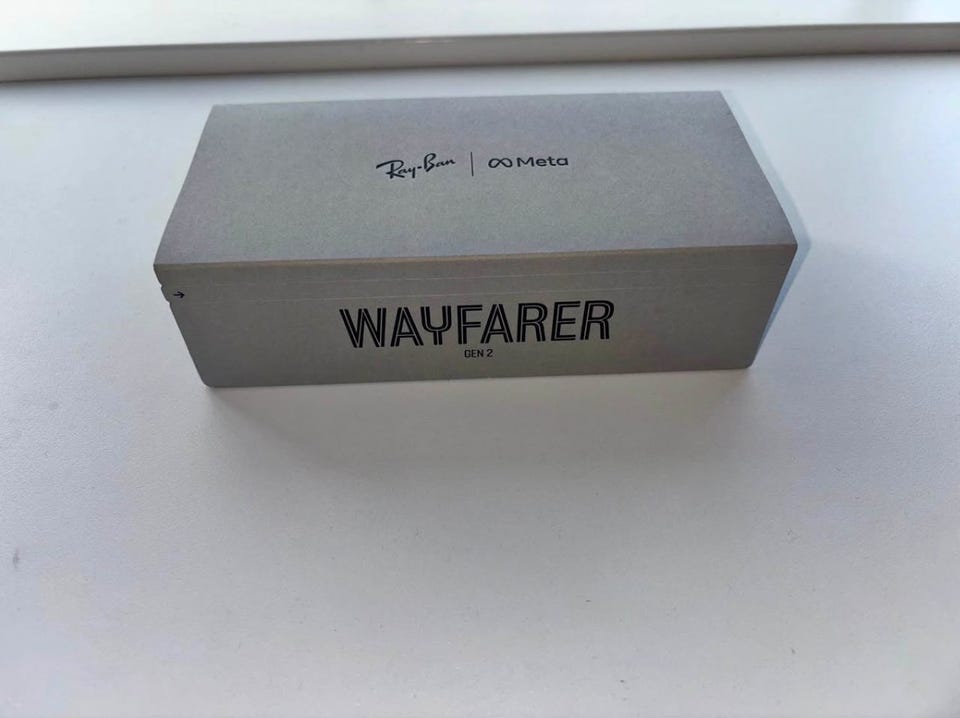 Ray-Ban | Meta
WAYFARER
GEN 2